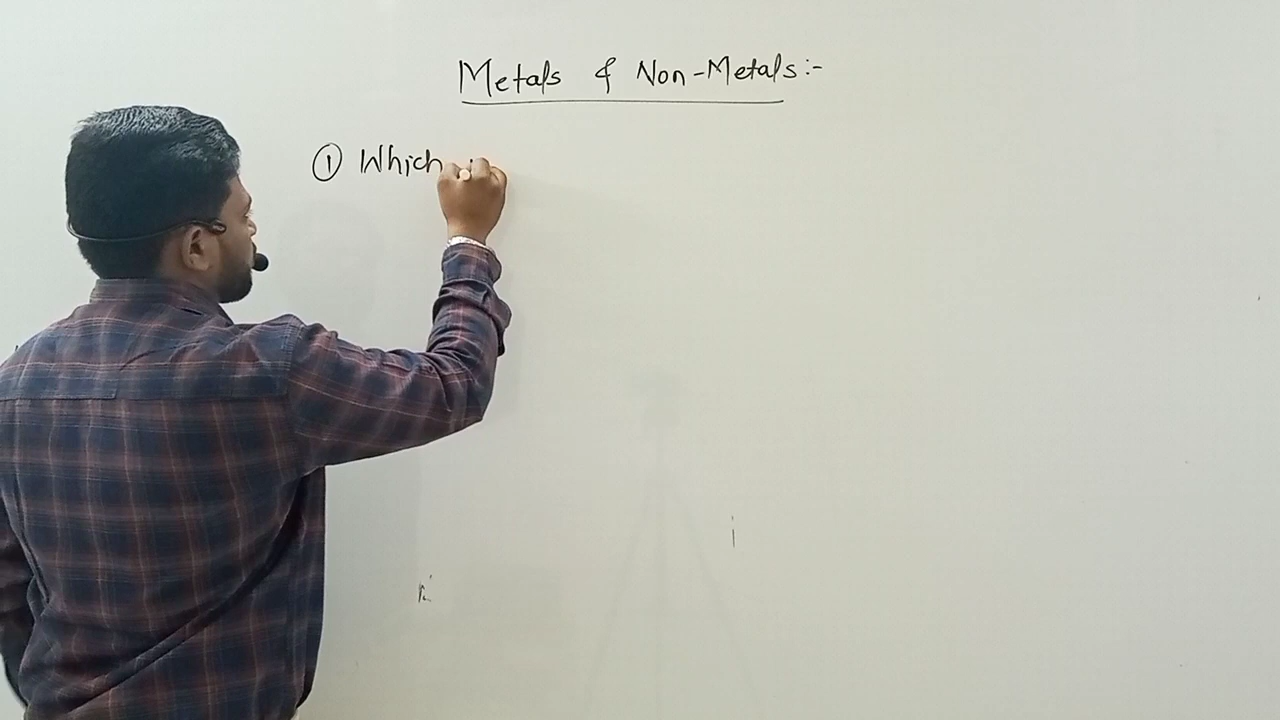 Metals & Non-Metals:-
① Which